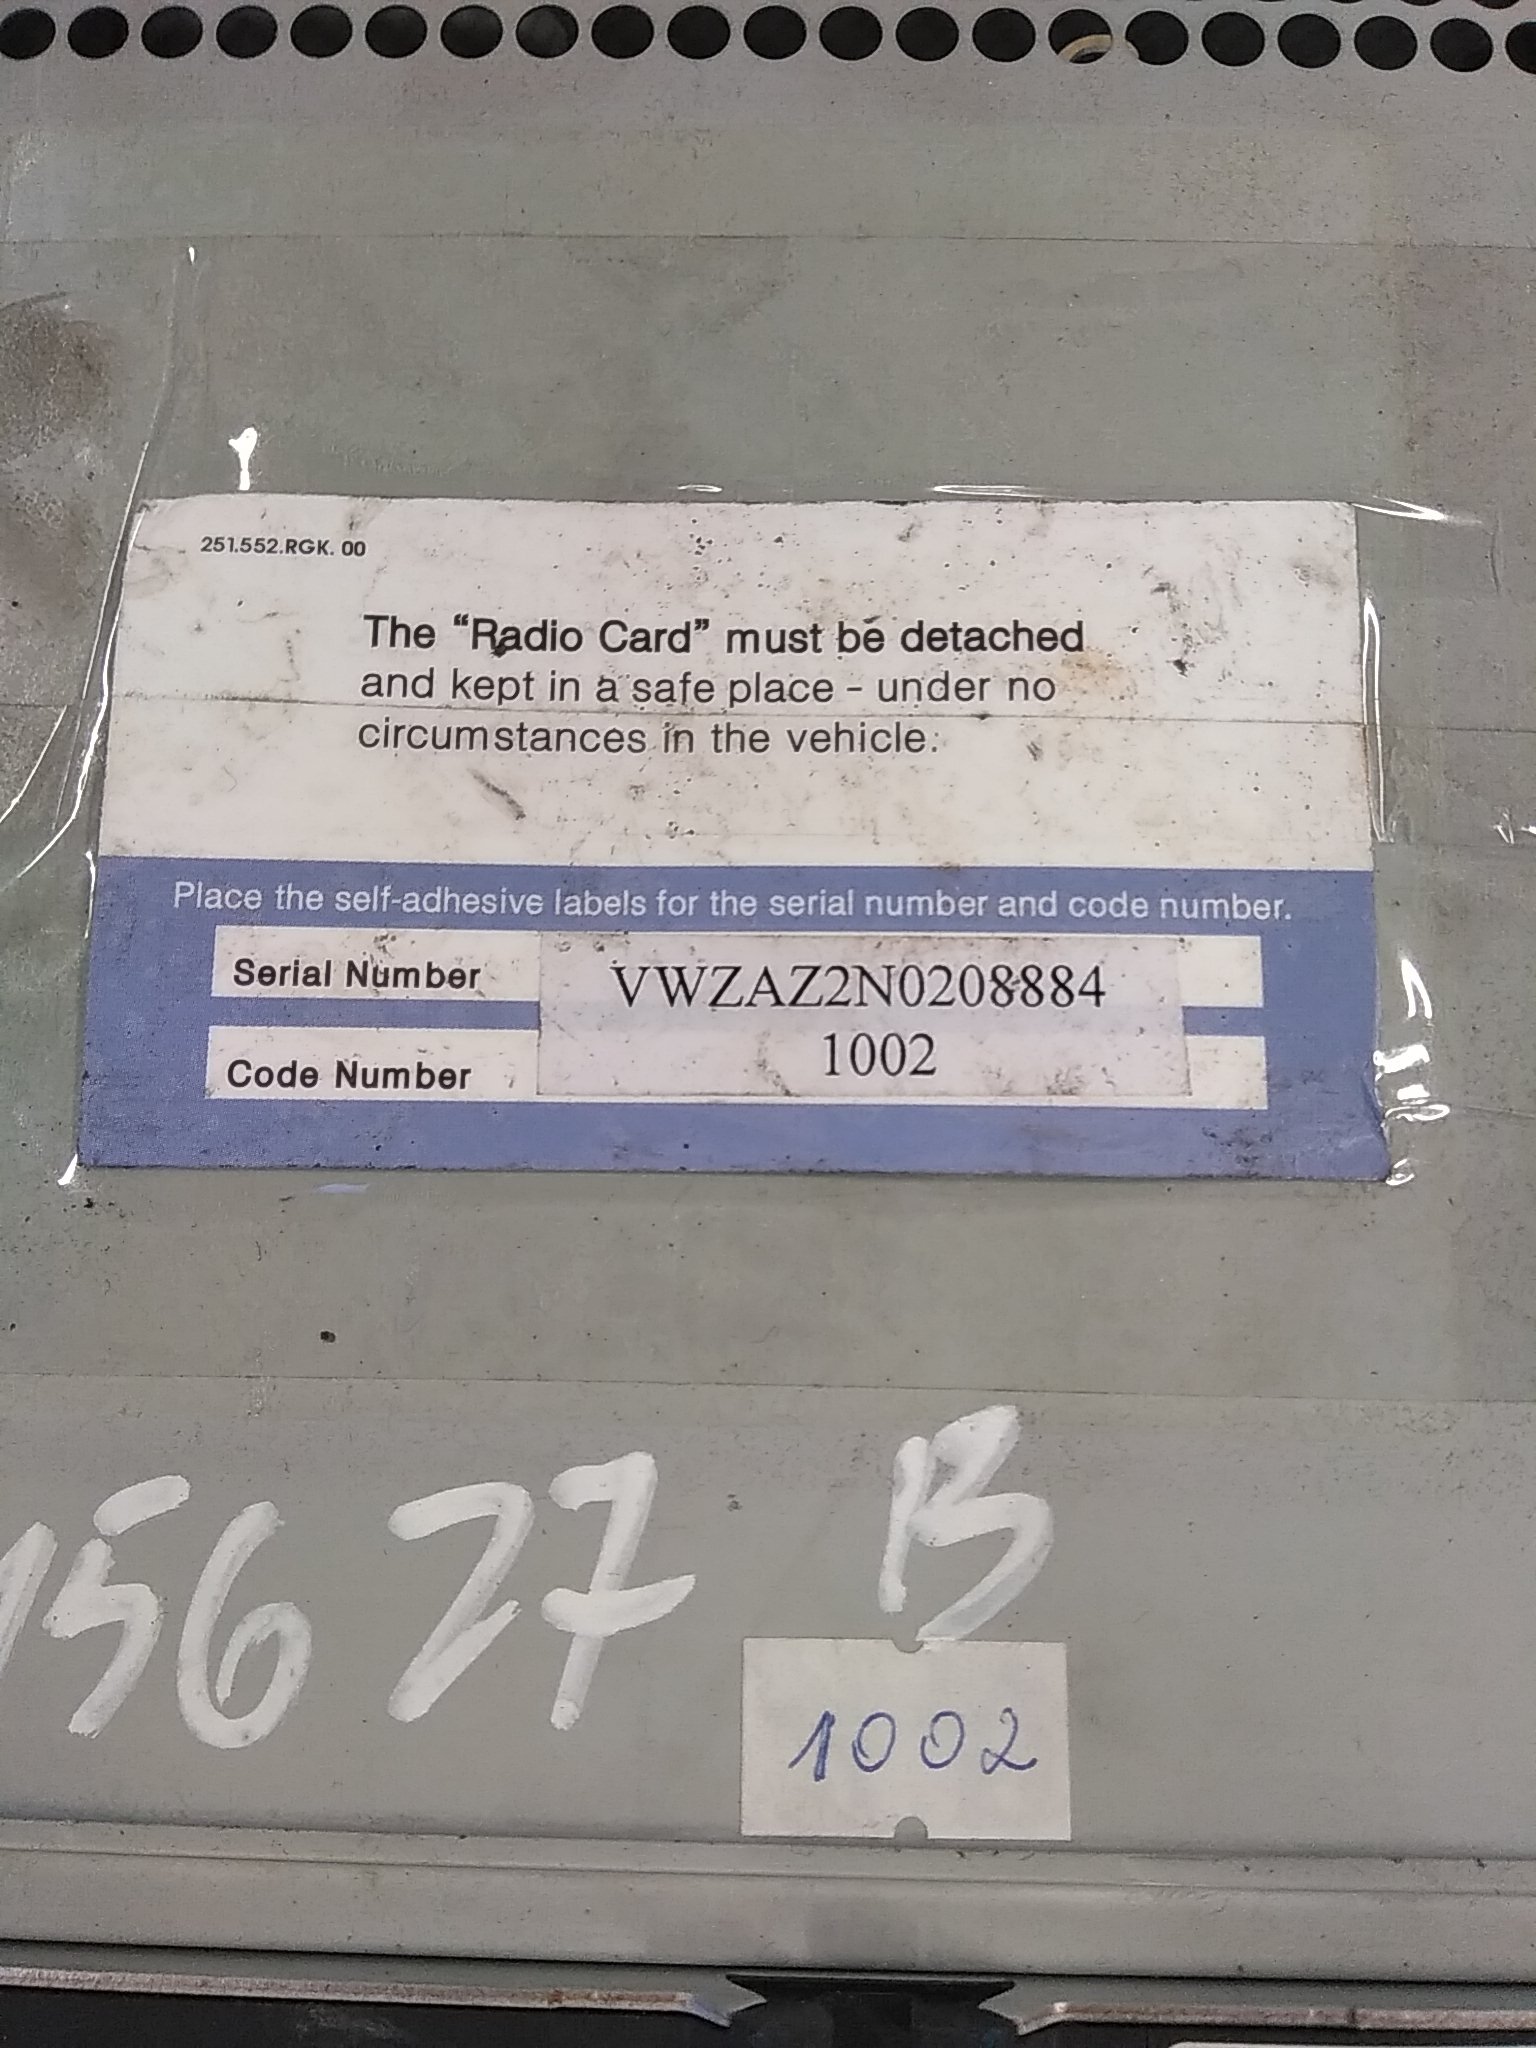 251.552.RGK. 00
The “Radio Card” must be detached
and kept in a safe place - under no
circumstances in the vehicle.
Place the self-adhesive labels for the serial number and code number.
Serial Number VWZAZ2N0208884
Code Number 1002
15627 B
1002